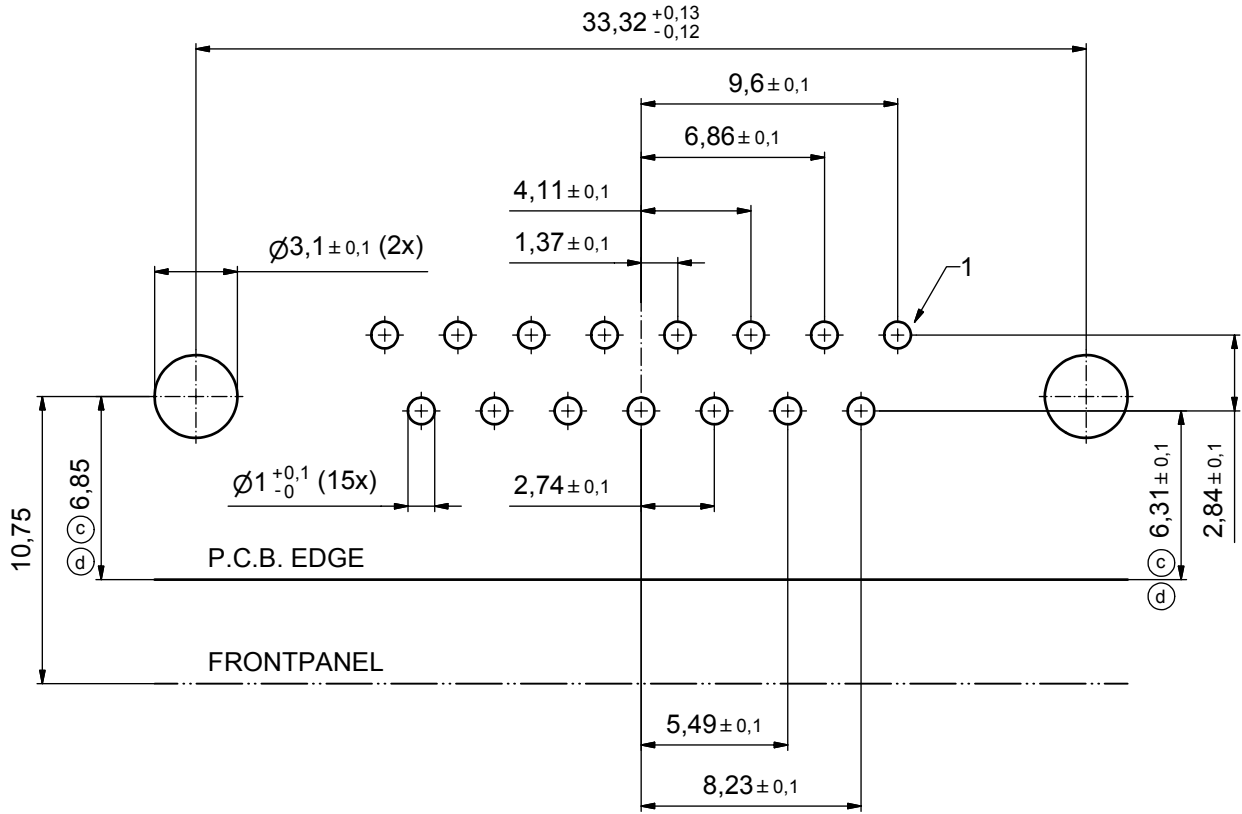 33,32 +0,13 -0,12
9,6 ± 0,1
6,86 ± 0,1
4,11 ± 0,1
Ø3,1 ± 0,1 (2x)
1,37 ± 0,1
1
Ø1 +0,1 -0 (15x)
2,74 ± 0,1
10,75
6,85
c
d
6,31 ± 0,1
c
d
2,84 ± 0,1
P.C.B. EDGE
FRONTPANEL
5,49 ± 0,1
8,23 ± 0,1